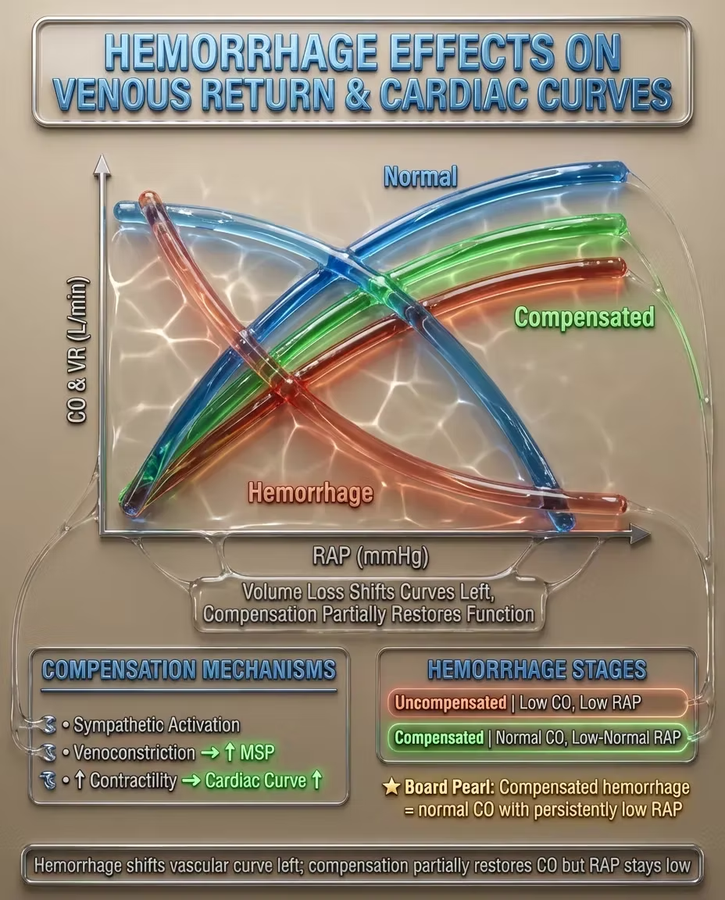 HEMORRHAGE EFFECTS ON
VENOUS RETURN & CARDIAC CURVES
Normal
Compensated
Hemorrhage
CO & VR (L/min)
RAP (mmHg)
Volume Loss Shifts Curves Left,
Compensation Partially Restores Function
COMPENSATION MECHANISMS
• Sympathetic Activation
• Venoconstriction → ↑ MSP
• ↑ Contractility → Cardiac Curve ↑
HEMORRHAGE STAGES
Uncompensated | Low CO, Low RAP
Compensated | Normal CO, Low-Normal RAP
★ Board Pearl: Compensated hemorrhage
= normal CO with persistently low RAP
Hemorrhage shifts vascular curve left; compensation partially restores CO but RAP stays low